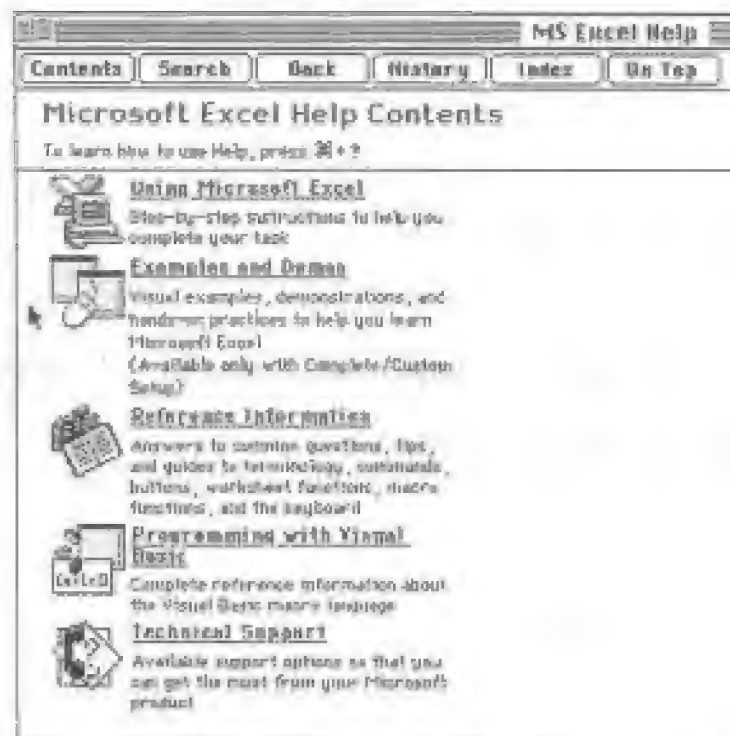 MS Excel Help
Contents Search Back History Index On Top
Microsoft Excel Help Contents
To learn how to use Help, press ⌘+?
Using Microsoft Excel
Step-by-step instructions to help you
complete your task
Examples and Demos
Visual examples, demonstrations, and
hands-on practices to help you learn
Microsoft Excel
(Available only with Complete/Custom
Setup)
Reference Information
Answers to common questions, tips,
and guides to terminology, commands,
buttons, worksheet functions, macro
functions, and the keyboard
Programming with Visual
Basic
Complete reference information about
the Visual Basic macro language
Technical Support
Available support options so that you
can get the most from your Microsoft
product